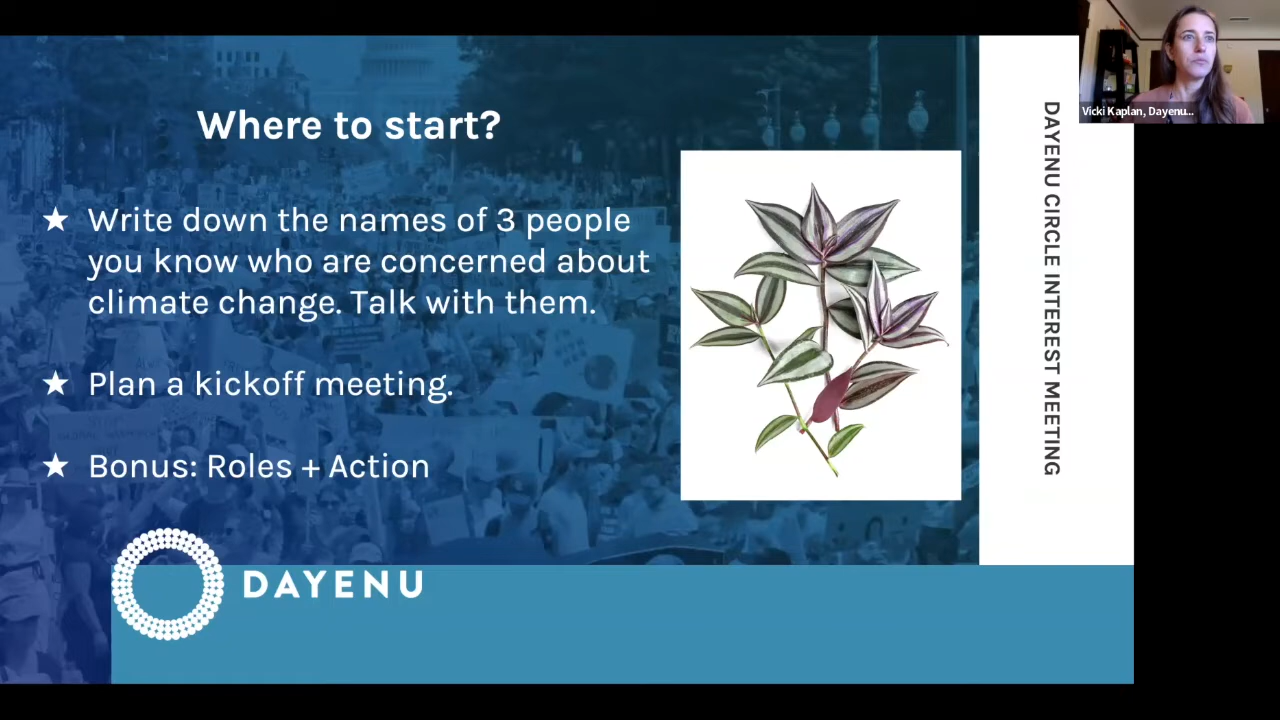 Where to start?
★ Write down the names of 3 people
you know who are concerned about
climate change. Talk with them.
★ Plan a kickoff meeting.
★ Bonus: Roles + Action
DAYENU
DAYENU CIRCLE INTEREST MEETING
Vicki Kaplan, Dayenu...